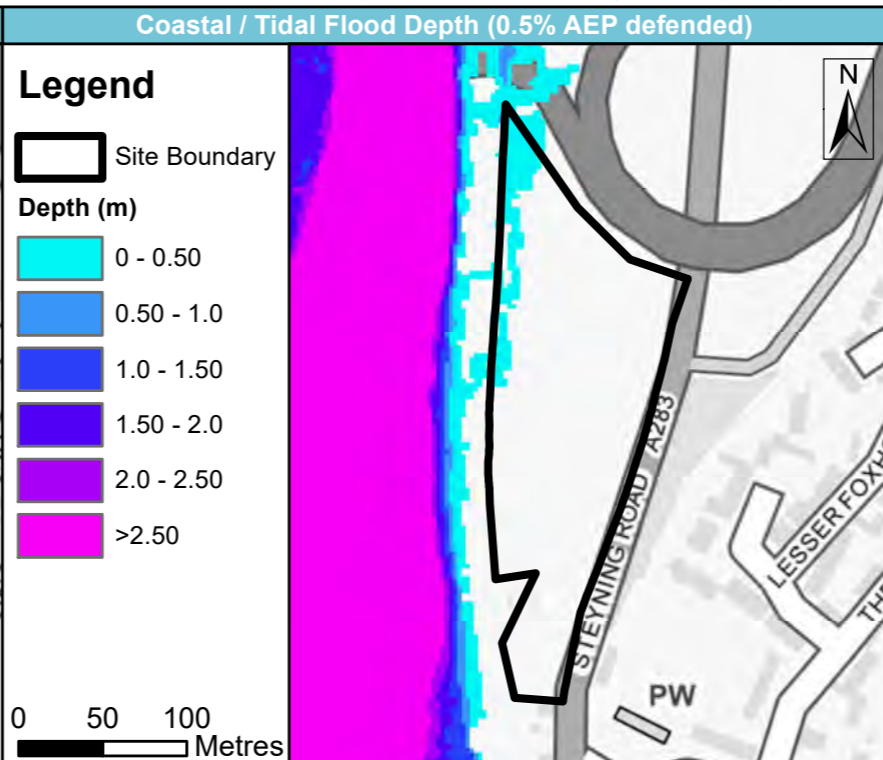 Coastal / Tidal Flood Depth (0.5% AEP defended)
Legend
Site Boundary
Depth (m)
0 - 0.50
0.50 - 1.0
1.0 - 1.50
1.50 - 2.0
2.0 - 2.50
>2.50
0 50 100
Metres
N
STEYNING ROAD A283
LESSER FOXH
THE
PW